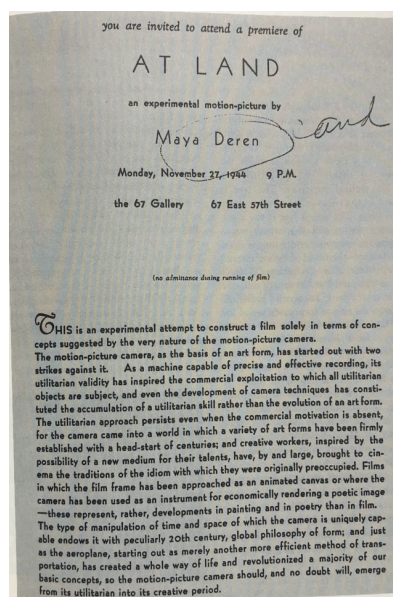 you are invited to attend a premiere of
AT LAND
an experimental motion-picture by
Maya Deren
and
Monday, November 27, 1944 9 P.M.
the 67 Gallery 67 East 57th Street
(no admittance during running of film)
THIS is an experimental attempt to construct a film solely in terms of con-
cepts suggested by the very nature of the motion-picture camera.
The motion-picture camera, as the basis of an art form, has started out with two
strikes against it. As a machine capable of precise and effective recording, its
utilitarian validity has inspired the commercial exploitation to which all utilitarian
objects are subject, and even the development of camera techniques has consti-
tuted the accumulation of a utilitarian skill rather than the evolution of an art form.
The utilitarian approach persists even when the commercial motivation is absent,
for the camera came into a world in which a variety of art forms have been firmly
established with a head-start of centuries; and creative workers, inspired by the
possibility of a new medium for their talents, have, by and large, brought to cin-
ema the traditions of the idiom with which they were originally preoccupied. Films
in which the film frame has been approached as an animated canvas or where the
camera has been used as an instrument for economically rendering a poetic image
—these represent, rather, developments in painting and in poetry than in film.
The type of manipulation of time and space of which the camera is uniquely cap-
able endows it with peculiarly 20th century, global philosophy of form; and just
as the aeroplane, starting out as merely another more efficient method of trans-
portation, has created a whole way of life and revolutionized a majority of our
basic concepts, so the motion-picture camera should, and no doubt will, emerge
from its utilitarian into its creative period.